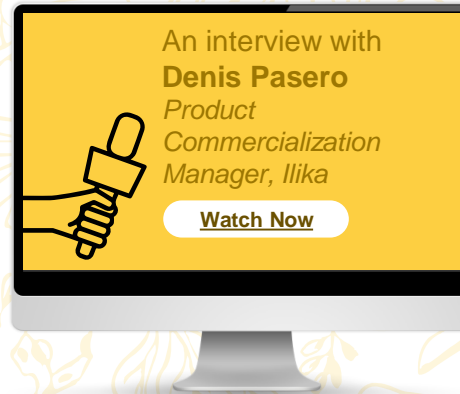 An interview with
Denis Pasero
Product
Commercialization
Manager, Ilika
Watch Now